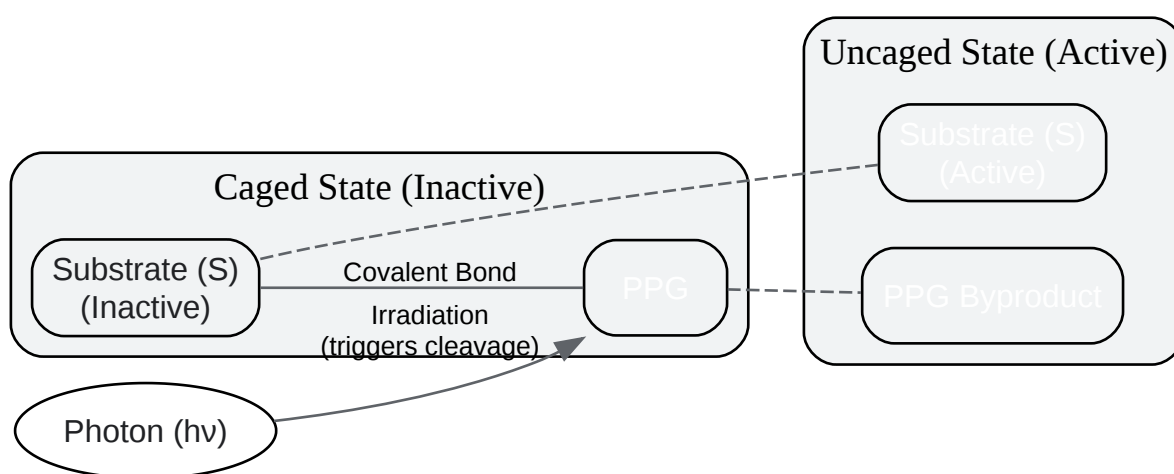 Uncaged State (Active)
Substrate (S)
(Active)
PPG Byproduct
Caged State (Inactive)
Substrate (S)
(Inactive)
Covalent Bond
PPG
Irradiation
(triggers cleavage)
Photon (hν)